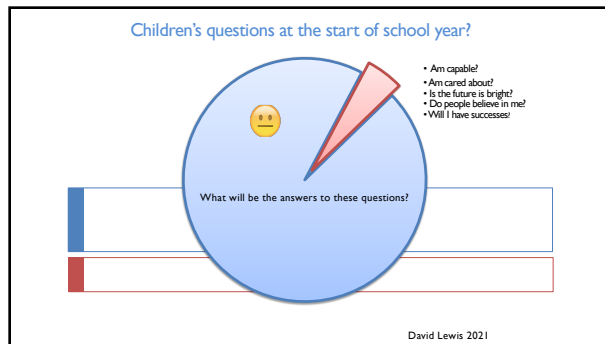 Children's questions at the start of school year?
• Am capable?
• Am cared about?
• Is the future is bright?
• Do people believe in me?
• Will I have successes?
What will be the answers to these questions?
David Lewis 2021